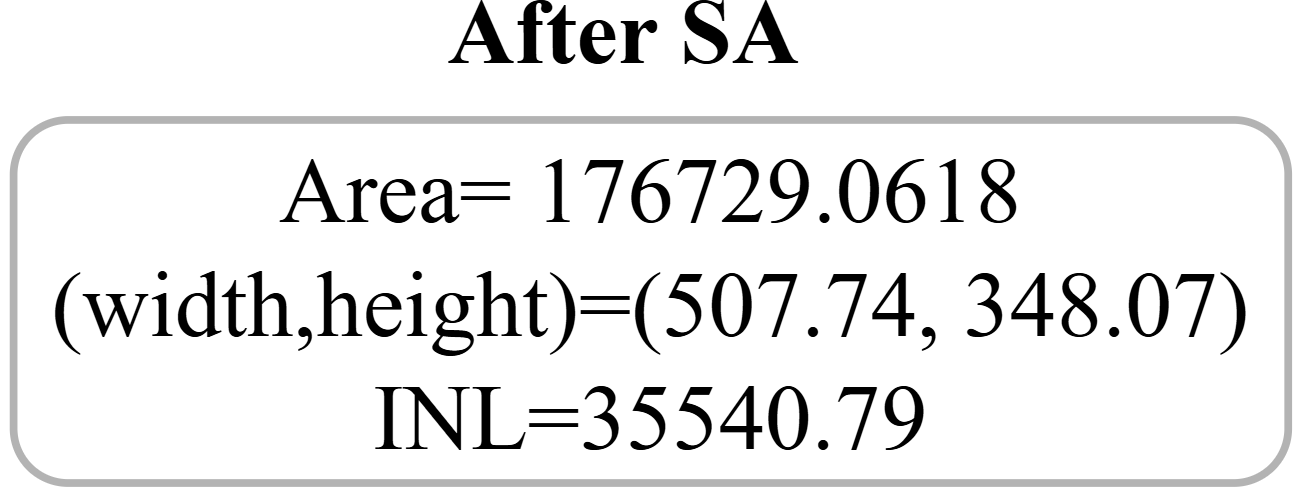 After SA
Area= 176729.0618
(width,height)=(507.74, 348.07)
INL=35540.79